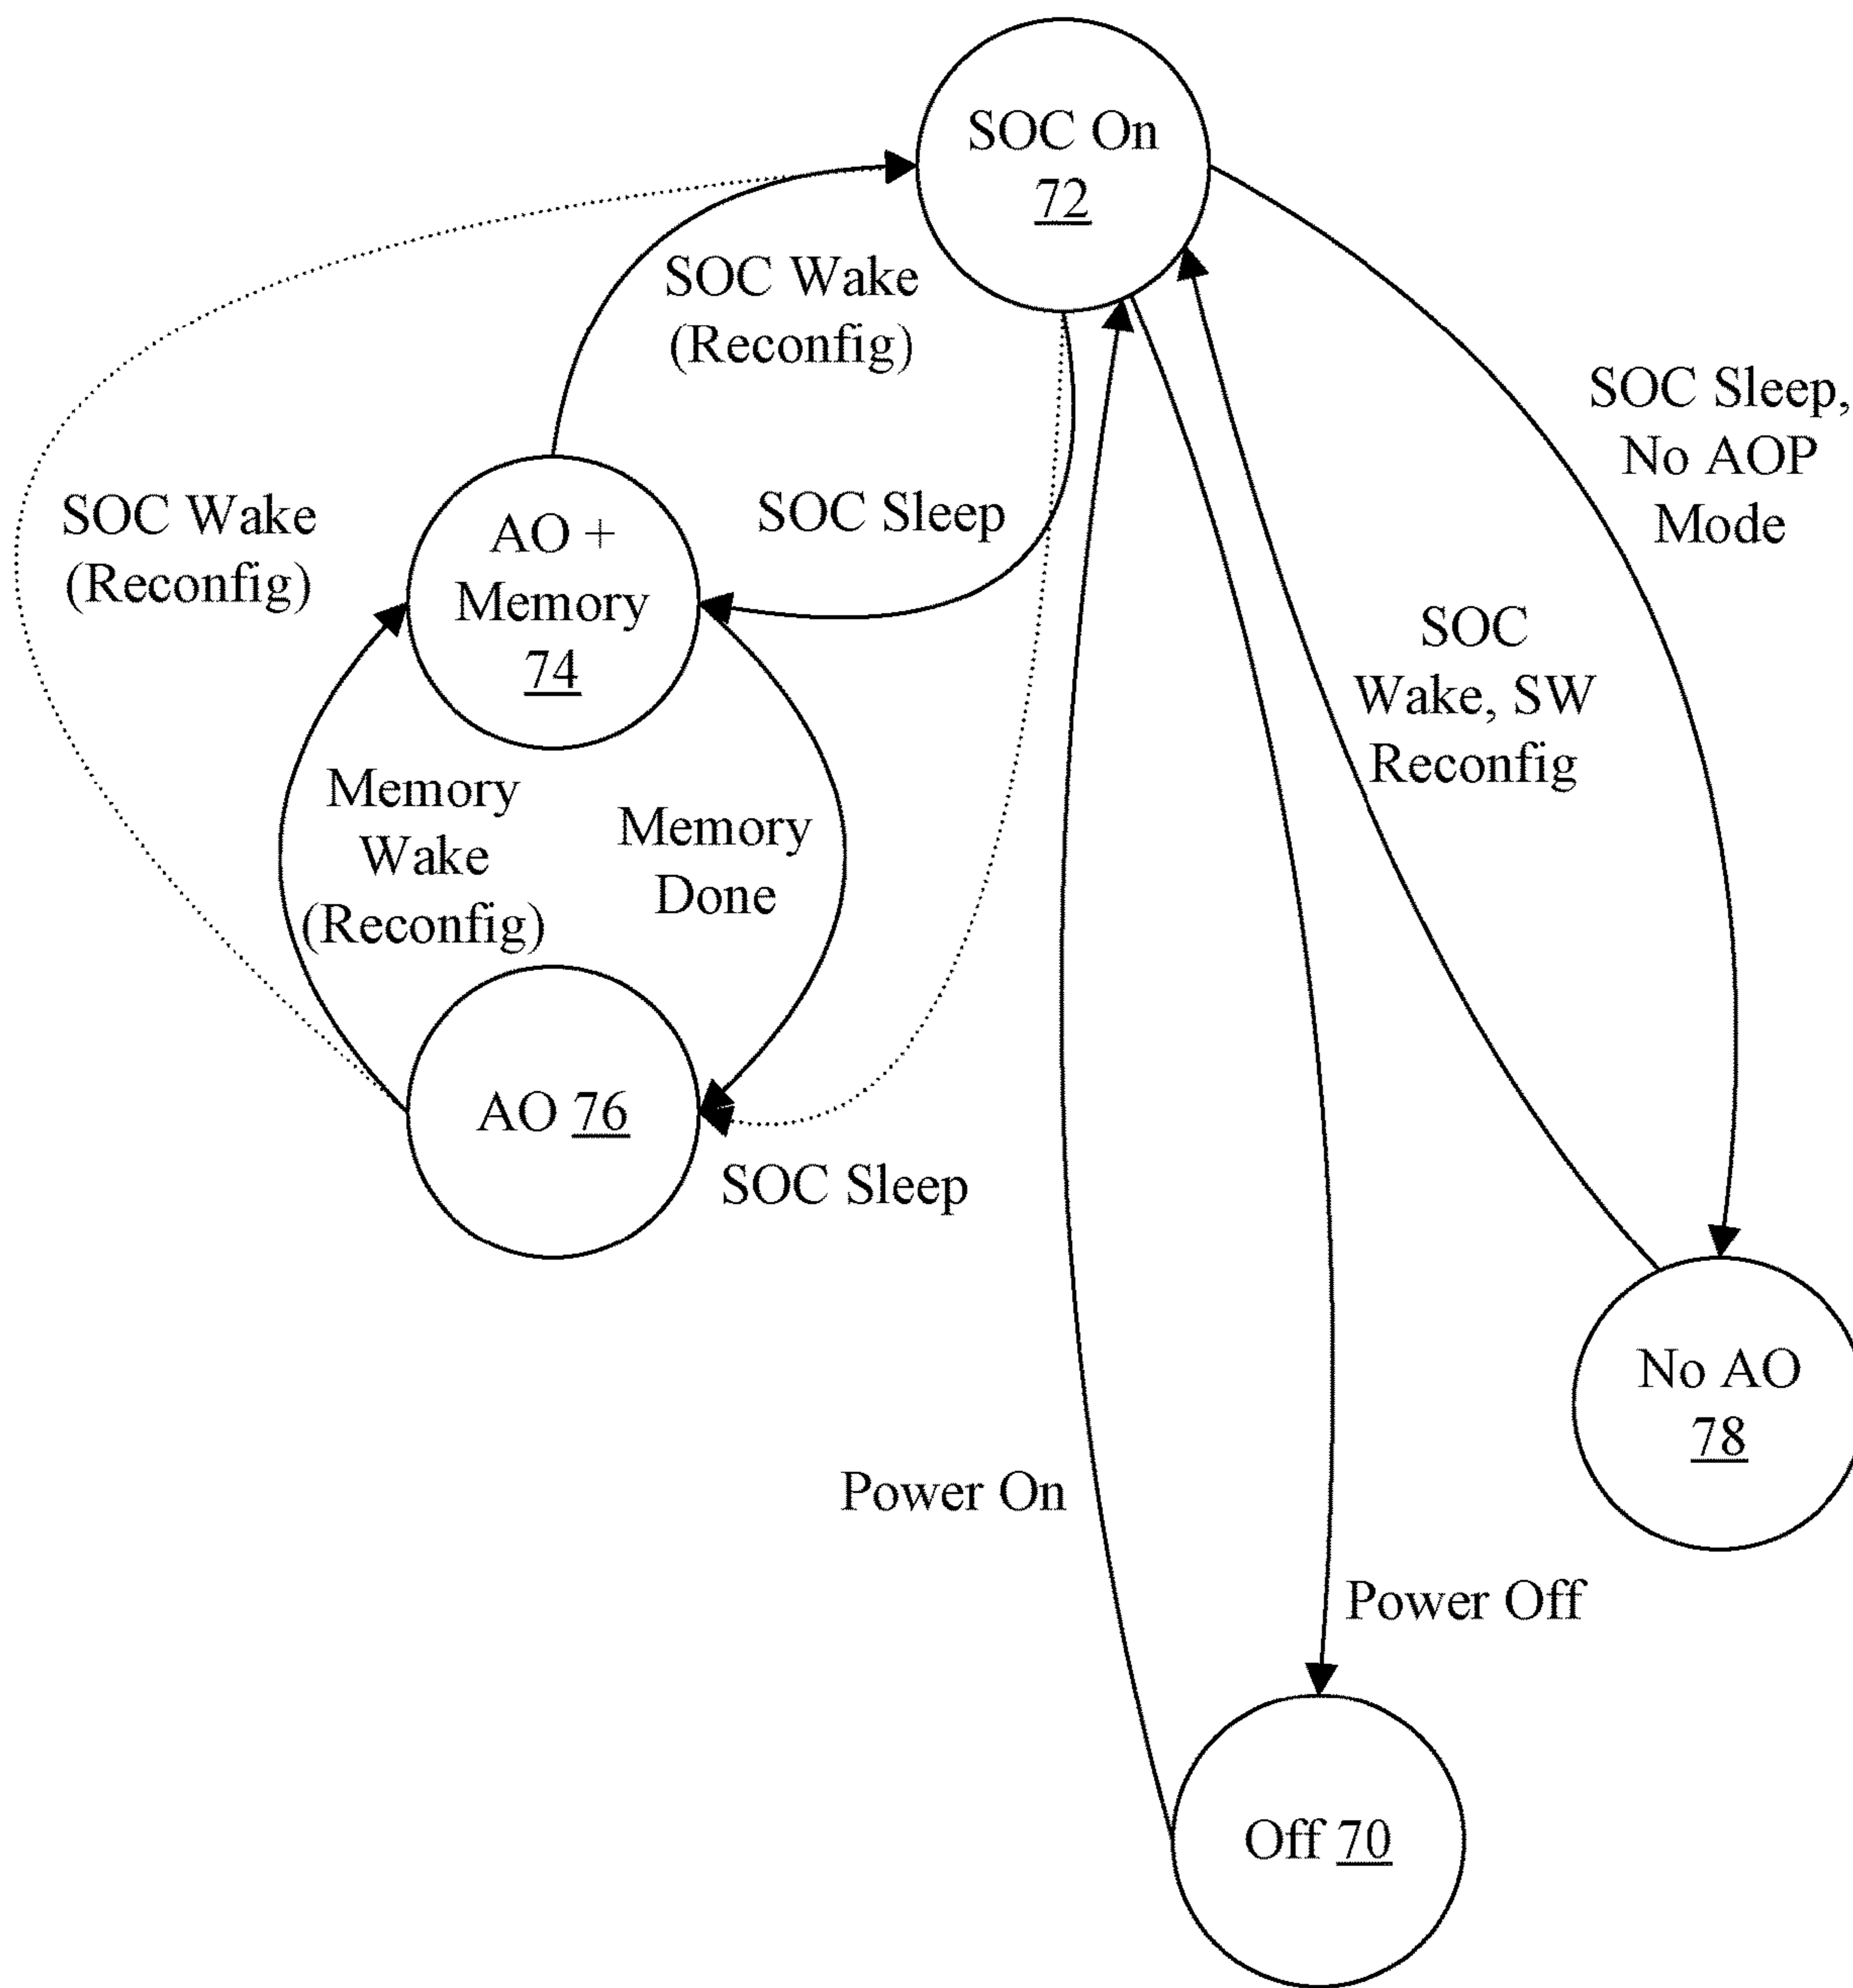 SOC On
72
SOC Wake
(Reconfig)
SOC Sleep,
No AOP
Mode
SOC Wake
(Reconfig)
SOC Sleep
AO +
Memory
74
SOC
Wake, SW
Reconfig
Memory
Wake
(Reconfig)
Memory
Done
AO 76
SOC Sleep
No AO
78
Power On
Power Off
Off 70